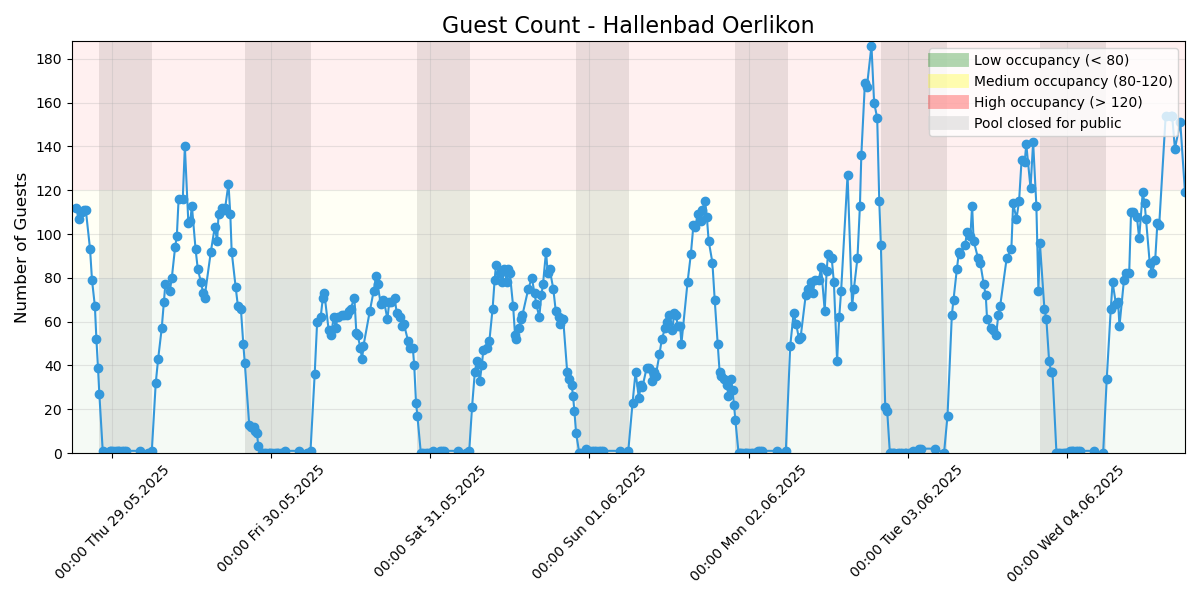 Guest Count - Hallenbad Oerlikon
Number of Guests
180
160
140
120
100
80
60
40
20
0
Low occupancy (< 80)
Medium occupancy (80-120)
High occupancy (> 120)
Pool closed for public
00:00 Thu 29.05.2025
00:00 Fri 30.05.2025
00:00 Sat 31.05.2025
00:00 Sun 01.06.2025
00:00 Mon 02.06.2025
00:00 Tue 03.06.2025
00:00 Wed 04.06.2025